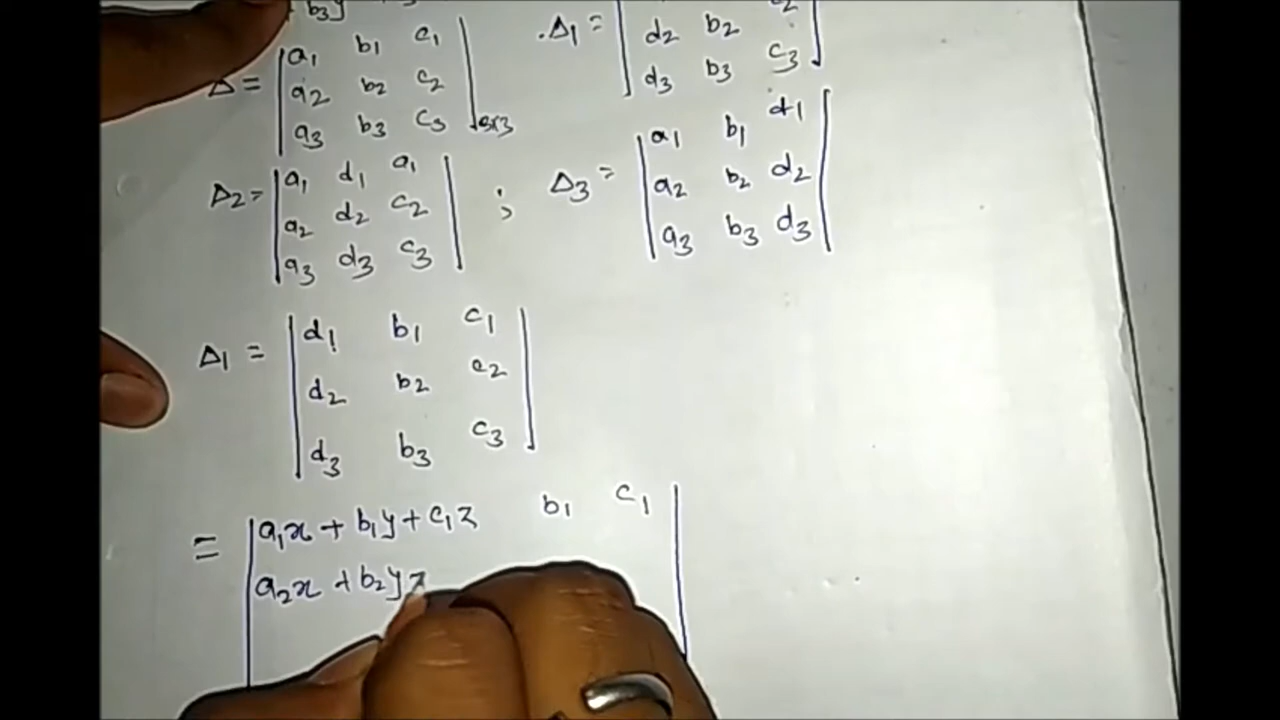 b₃y
Δ = | a₁ b₁ c₁ |
| a₂ b₂ c₂ |
| a₃ b₃ c₃ |₃ₓ₃
.Δ₁ = | c₂ |
| d₂ b₂ |
| d₃ b₃ c₃ |
Δ₂ = | a₁ d₁ a₁ |
| a₂ d₂ c₂ |
| a₃ d₃ c₃ | ;
Δ₃ = | a₁ b₁ d₁ |
| a₂ b₂ d₂ |
| a₃ b₃ d₃ |
Δ₁ = | d₁ b₁ c₁ |
| d₂ b₂ c₂ |
| d₃ b₃ c₃ |
= | a₁x + b₁y + c₁z b₁ c₁ |
| a₂x + b₂y